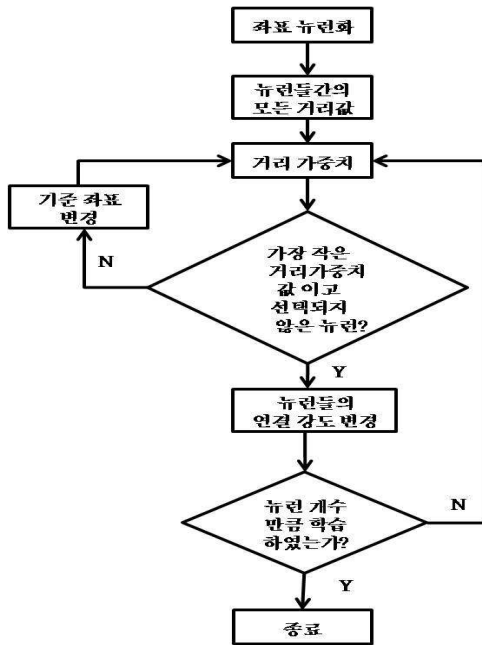 좌표 뉴런화
뉴런들간의
모든 거리값
거리 가중치
기준 좌표
변경
N
가장 작은
거리가중치
값 이고
선택되지
않은 뉴런?
Y
뉴런들의
연결 강도 변경
뉴런 개수
만큼 학습
하였는가?
N
Y
종료